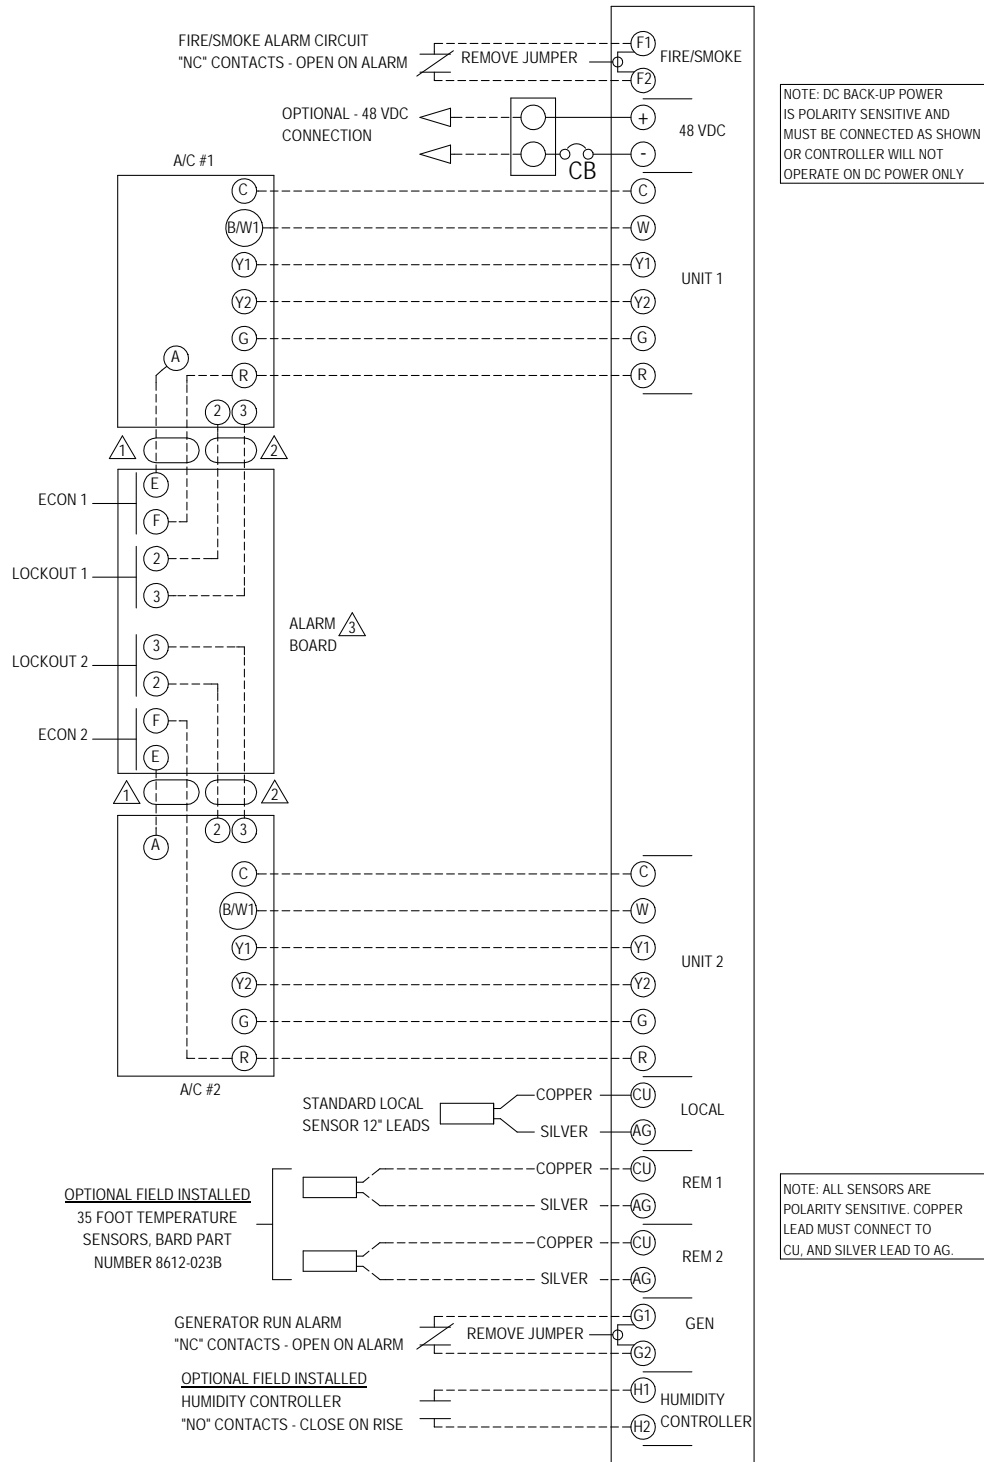 FIRE/SMOKE ALARM CIRCUIT
"NC" CONTACTS - OPEN ON ALARM
REMOVE JUMPER
F1
F2
FIRE/SMOKE
OPTIONAL - 48 VDC
CONNECTION
CB
+
-
48 VDC
NOTE: DC BACK-UP POWER
IS POLARITY SENSITIVE AND
MUST BE CONNECTED AS SHOWN
OR CONTROLLER WILL NOT
OPERATE ON DC POWER ONLY
A/C #1
C
B/W1
Y1
Y2
G
R
A
2
3
C
W
Y1
Y2
G
R
UNIT 1
1
2
ECON 1
E
F
LOCKOUT 1
2
3
ALARM
BOARD
3
LOCKOUT 2
3
2
ECON 2
F
E
1
2
A
2
3
C
B/W1
Y1
Y2
G
R
A/C #2
C
W
Y1
Y2
G
R
UNIT 2
STANDARD LOCAL
SENSOR 12" LEADS
COPPER
SILVER
CU
AG
LOCAL
OPTIONAL FIELD INSTALLED
35 FOOT TEMPERATURE
SENSORS, BARD PART
NUMBER 8612-023B
COPPER
SILVER
CU
AG
REM 1
COPPER
SILVER
CU
AG
REM 2
NOTE: ALL SENSORS ARE
POLARITY SENSITIVE. COPPER
LEAD MUST CONNECT TO
CU, AND SILVER LEAD TO AG.
GENERATOR RUN ALARM
"NC" CONTACTS - OPEN ON ALARM
REMOVE JUMPER
G1
G2
GEN
OPTIONAL FIELD INSTALLED
HUMIDITY CONTROLLER
"NO" CONTACTS - CLOSE ON RISE
H1
H2
HUMIDITY
CONTROLLER